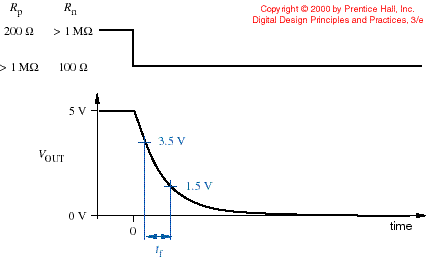 Rp Rn
Copyright © 2000 by Prentice Hall, Inc.
Digital Design Principles and Practices, 3/e
200 Ω > 1 MΩ
> 1 MΩ 100 Ω
5 V
3.5 V
VOUT
1.5 V
0 V
0
time
tf